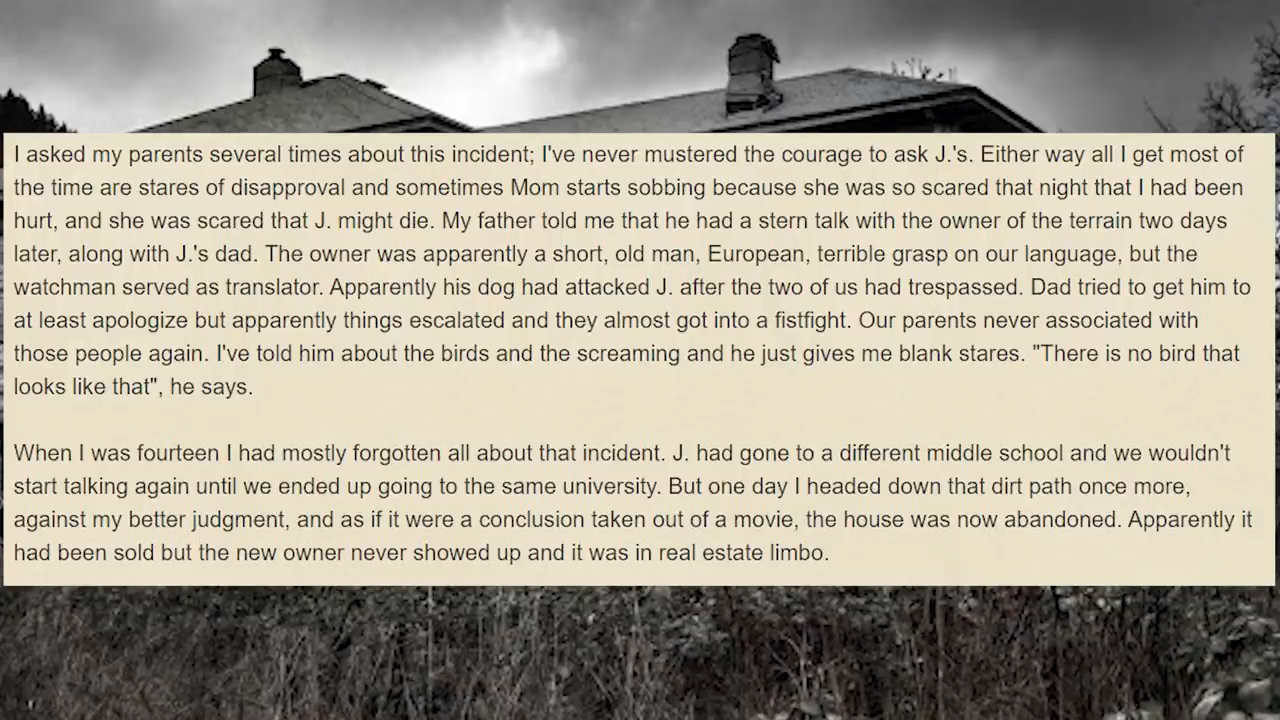 I asked my parents several times about this incident; I've never mustered the courage to ask J.'s. Either way all I get most of
the time are stares of disapproval and sometimes Mom starts sobbing because she was so scared that night that I had been
hurt, and she was scared that J. might die. My father told me that he had a stern talk with the owner of the terrain two days
later, along with J.'s dad. The owner was apparently a short, old man, European, terrible grasp on our language, but the
watchman served as translator. Apparently his dog had attacked J. after the two of us had trespassed. Dad tried to get him to
at least apologize but apparently things escalated and they almost got into a fistfight. Our parents never associated with
those people again. I've told him about the birds and the screaming and he just gives me blank stares. "There is no bird that
looks like that", he says.
When I was fourteen I had mostly forgotten all about that incident. J. had gone to a different middle school and we wouldn't
start talking again until we ended up going to the same university. But one day I headed down that dirt path once more,
against my better judgment, and as if it were a conclusion taken out of a movie, the house was now abandoned. Apparently it
had been sold but the new owner never showed up and it was in real estate limbo.